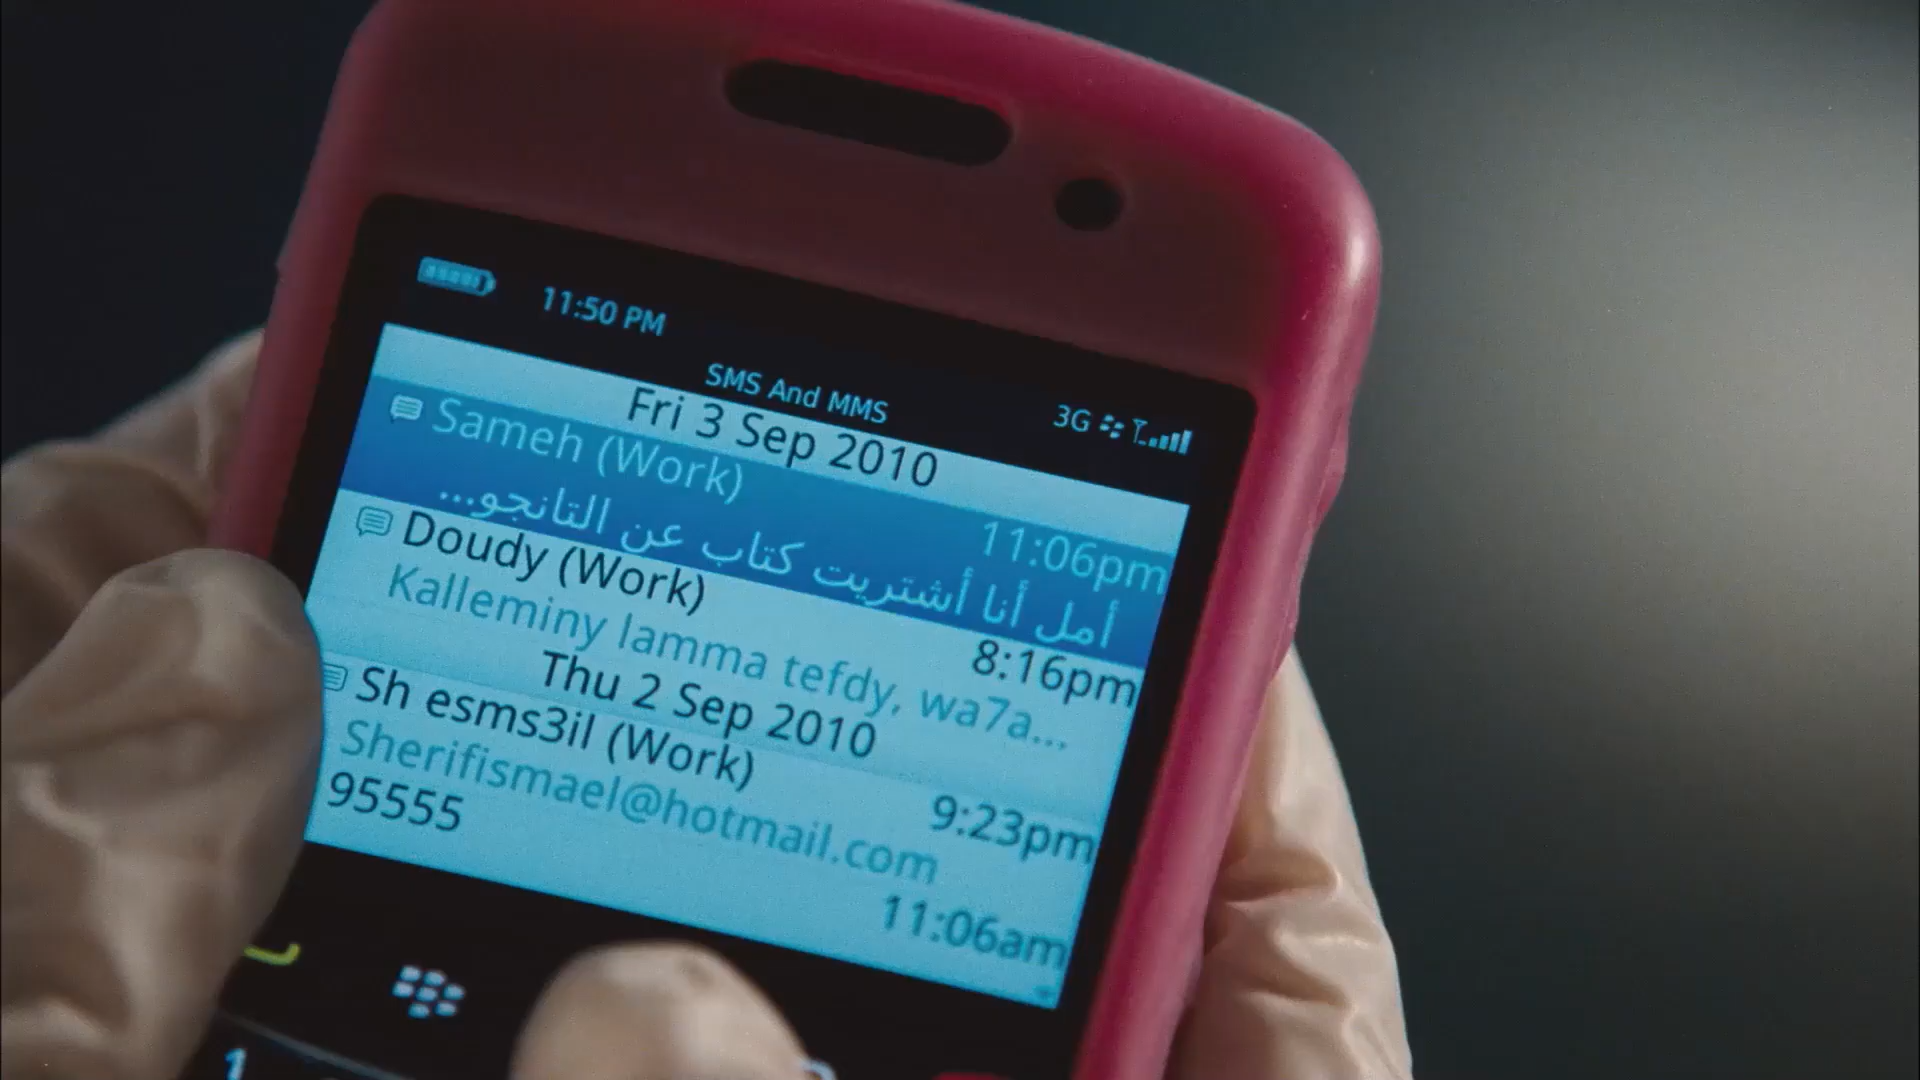 11:50 PM
SMS And MMS
3G
Fri 3 Sep 2010
Sameh (Work)
11:06pm
أمل أنا أشتريت كتاب عن التانجو...
Doudy (Work)
8:16pm
Kalleminy lamma tefdy, wa7a...
Thu 2 Sep 2010
Sh esms3il (Work)
9:23pm
Sherifismael@hotmail.com
95555
11:06am
1